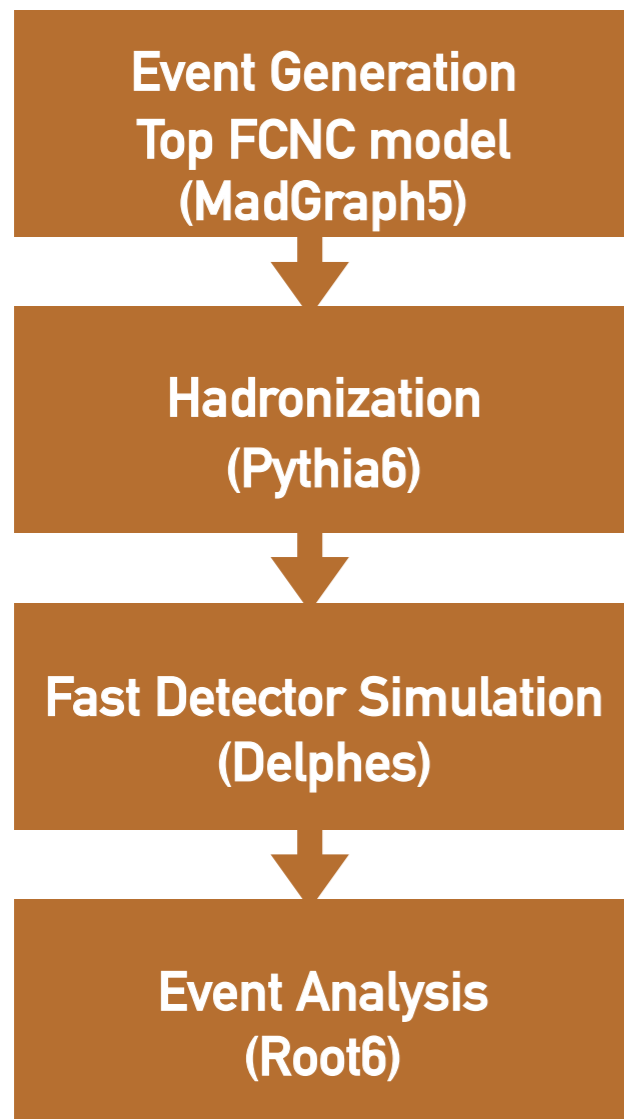 Event Generation
Top FCNC model
(MadGraph5)
Hadronization
(Pythia6)
Fast Detector Simulation
(Delphes)
Event Analysis
(Root6)